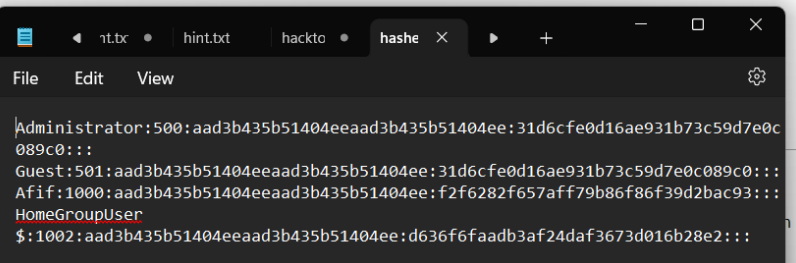 nt.txt hint.txt hackto hashe
File Edit View
Administrator:500:aad3b435b51404eeaad3b435b51404ee:31d6cfe0d16ae931b73c59d7e0c
089c0:::
Guest:501:aad3b435b51404eeaad3b435b51404ee:31d6cfe0d16ae931b73c59d7e0c089c0:::
Afif:1000:aad3b435b51404eeaad3b435b51404ee:f2f6282f657aff79b86f86f39d2bac93:::
HomeGroupUser
$:1002:aad3b435b51404eeaad3b435b51404ee:d636f6faadb3af24daf3673d016b28e2:::